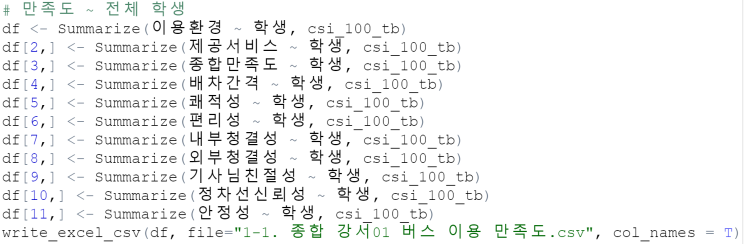 # 만족도 ~ 전체 학생
df <- Summarize(이용환경 ~ 학생, csi_100_tb)
df[2,] <- Summarize(제공서비스 ~ 학생, csi_100_tb)
df[3,] <- Summarize(종합만족도 ~ 학생, csi_100_tb)
df[4,] <- Summarize(배차간격 ~ 학생, csi_100_tb)
df[5,] <- Summarize(쾌적성 ~ 학생, csi_100_tb)
df[6,] <- Summarize(편리성 ~ 학생, csi_100_tb)
df[7,] <- Summarize(내부청결성 ~ 학생, csi_100_tb)
df[8,] <- Summarize(외부청결성 ~ 학생, csi_100_tb)
df[9,] <- Summarize(기사님친절성 ~ 학생, csi_100_tb)
df[10,] <- Summarize(정차선신뢰성 ~ 학생, csi_100_tb)
df[11,] <- Summarize(안정성 ~ 학생, csi_100_tb)
write_excel_csv(df, file="1-1. 종합 강서01 버스 이용 만족도.csv", col_names = T)